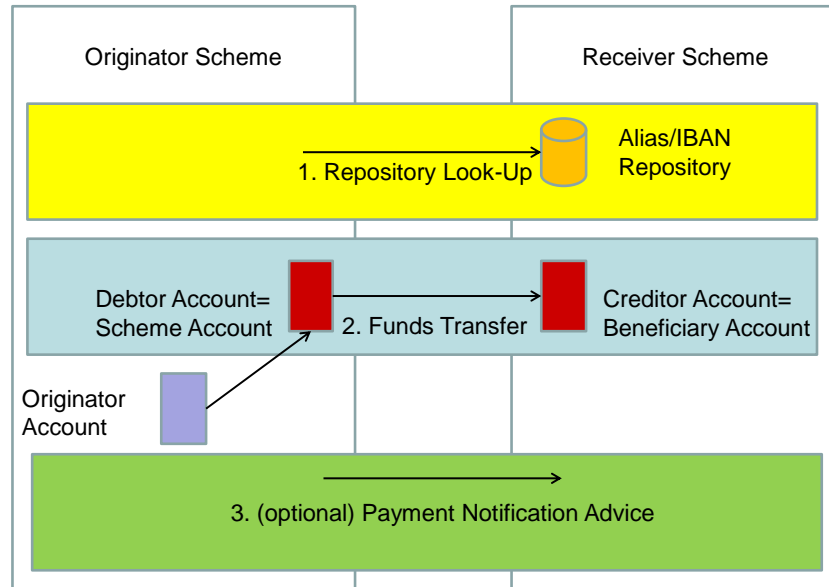 Originator Scheme
Receiver Scheme
Alias/IBAN
Repository
1. Repository Look-Up
Debtor Account=
Scheme Account
2. Funds Transfer
Creditor Account=
Beneficiary Account
Originator
Account
3. (optional) Payment Notification Advice